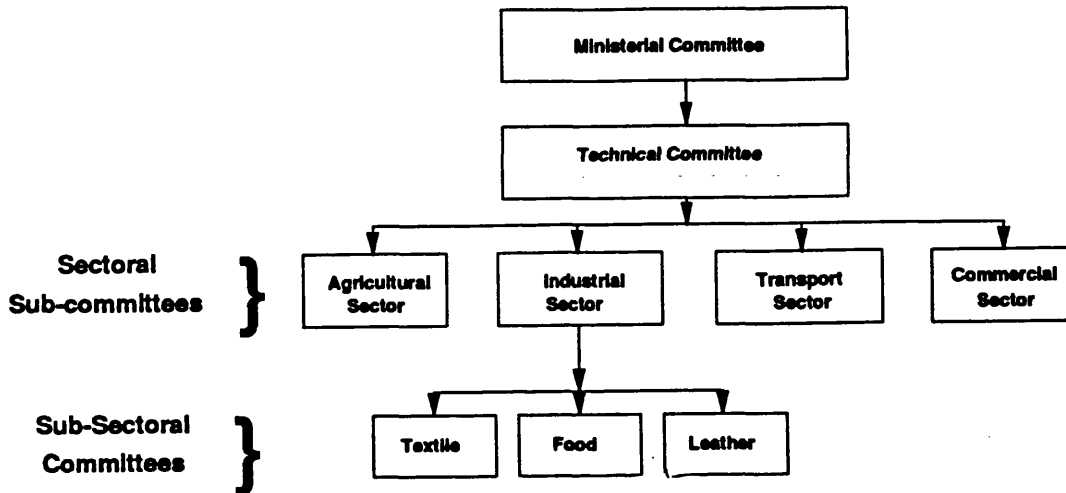 Ministerial Committee
Technical Committee
Sectoral
Sub-committees
Agricultural
Sector
Industrial
Sector
Transport
Sector
Commercial
Sector
Sub-Sectoral
Committees
Textile
Food
Leather